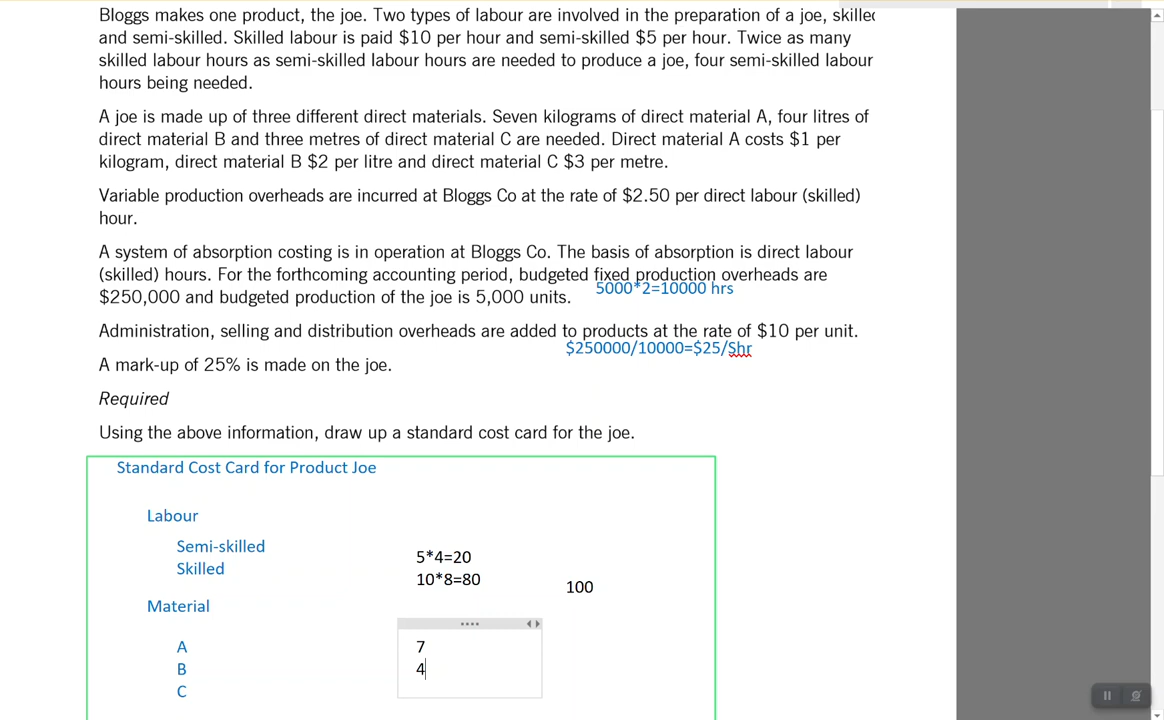 Bloggs makes one product, the joe. Two types of labour are involved in the preparation of a joe, skilled
and semi-skilled. Skilled labour is paid $10 per hour and semi-skilled $5 per hour. Twice as many
skilled labour hours as semi-skilled labour hours are needed to produce a joe, four semi-skilled labour
hours being needed.
A joe is made up of three different direct materials. Seven kilograms of direct material A, four litres of
direct material B and three metres of direct material C are needed. Direct material A costs $1 per
kilogram, direct material B $2 per litre and direct material C $3 per metre.
Variable production overheads are incurred at Bloggs Co at the rate of $2.50 per direct labour (skilled)
hour.
A system of absorption costing is in operation at Bloggs Co. The basis of absorption is direct labour
(skilled) hours. For the forthcoming accounting period, budgeted fixed production overheads are
$250,000 and budgeted production of the joe is 5,000 units.
5000*2=10000 hrs
Administration, selling and distribution overheads are added to products at the rate of $10 per unit.
$250000/10000=$25/Shr
A mark-up of 25% is made on the joe.
Required
Using the above information, draw up a standard cost card for the joe.
Standard Cost Card for Product Joe
Labour
Semi-skilled 5*4=20
Skilled 10*8=80
100
Material
A 7
B 4
C